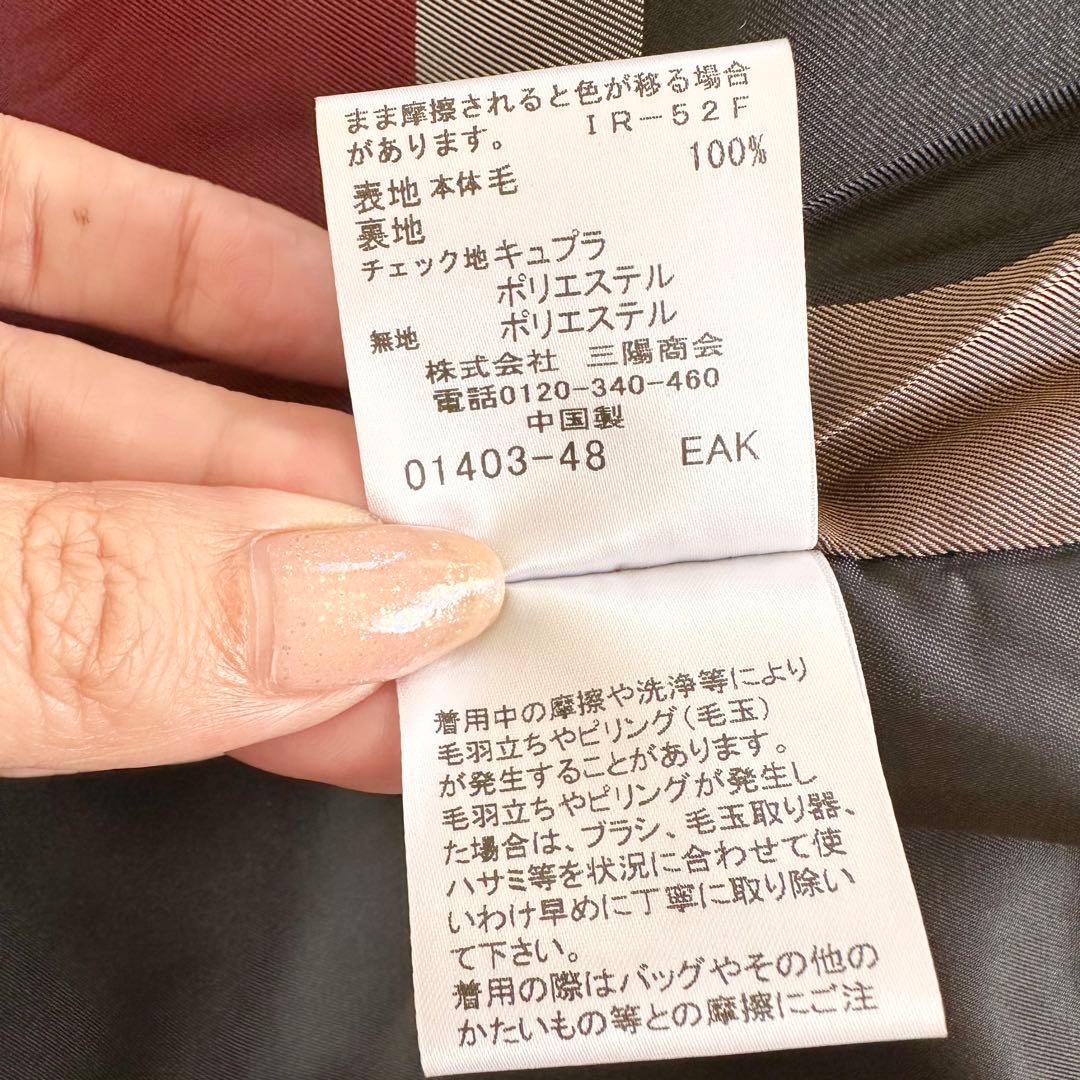 まま摩擦されると色が移る場合
があります。 IR-52F
表地 本体 毛 100%
裏地
チェック地 キュプラ
ポリエステル
無地 ポリエステル
株式会社 三陽商会
電話0120-340-460
中国製
01403-48 EAK
着用中の摩擦や洗浄等により
毛羽立ちやピリング(毛玉)
が発生することがあります。
毛羽立ちやピリングが発生し
た場合は、ブラシ、毛玉取り器、
ハサミ等を状況に合わせて使
いわけ早めに丁寧に取り除い
て下さい。
着用の際はバッグやその他の
かたいもの等との摩擦にご注